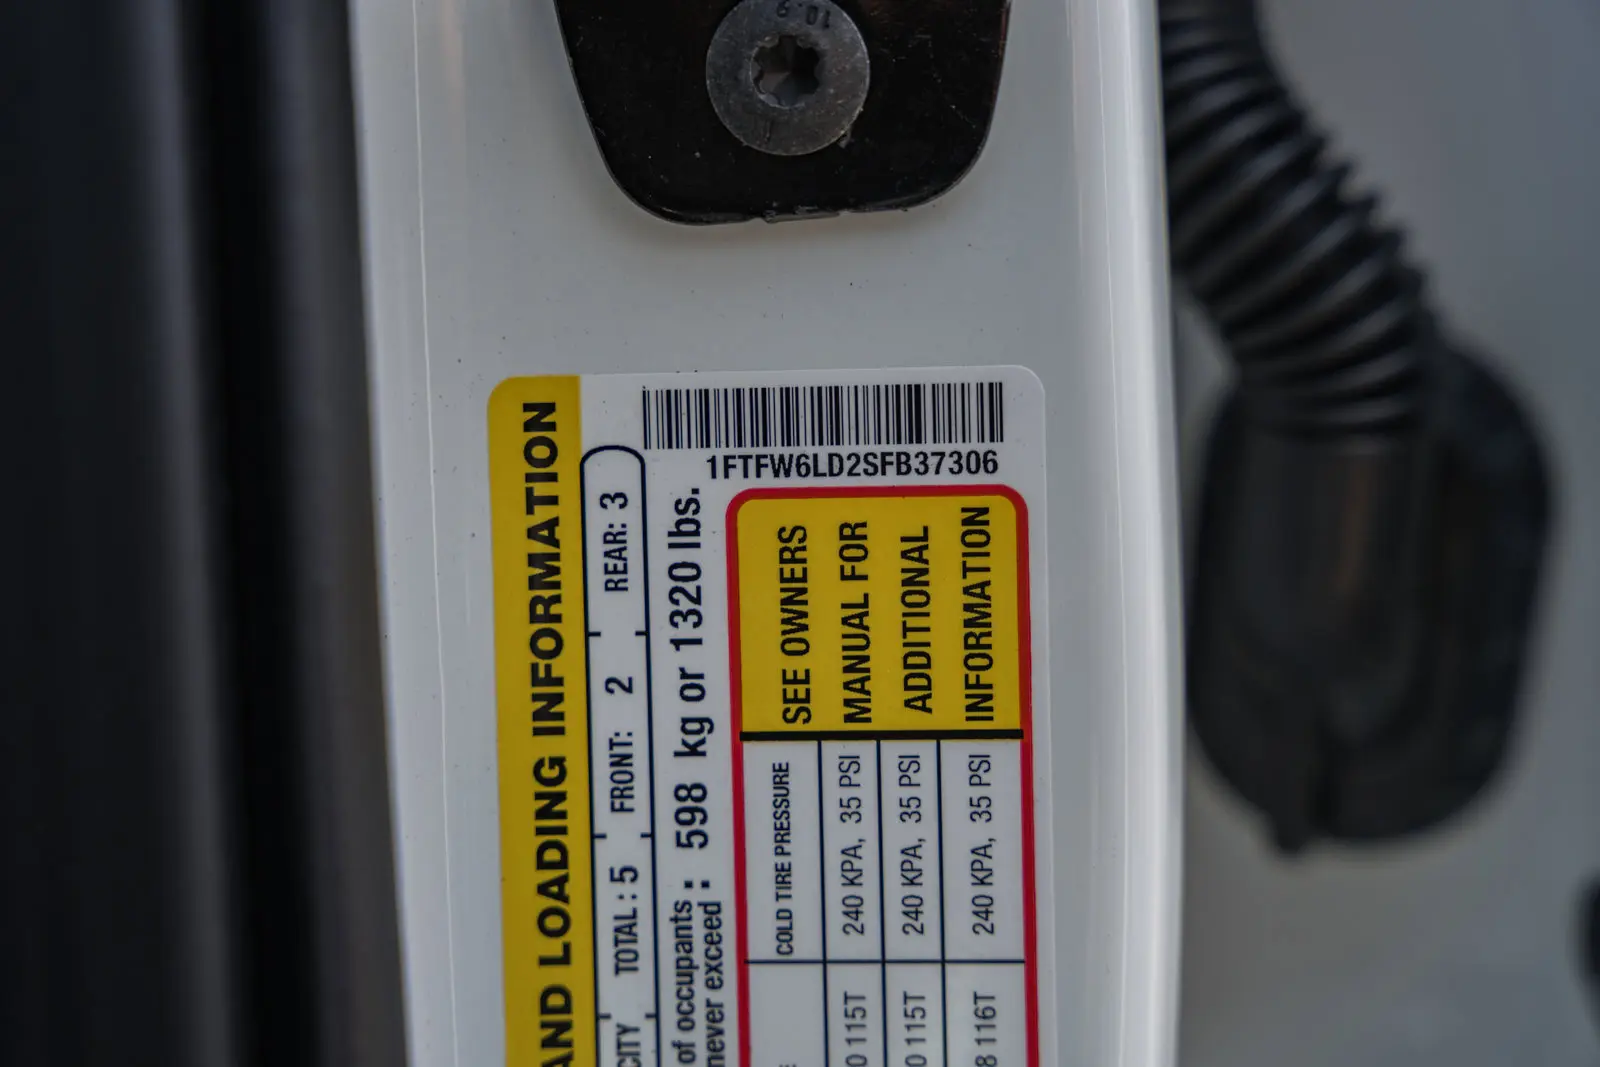 10.9
1FTFW6LD2SFB37306
AND LOADING INFORMATION
TOTAL: 5 FRONT: 2 REAR: 3
of occupants
never exceed : 598 kg or 1320 lbs.
COLD TIRE PRESSURE
115T 240 KPA, 35 PSI
115T 240 KPA, 35 PSI
116T 240 KPA, 35 PSI
SEE OWNERS
MANUAL FOR
ADDITIONAL
INFORMATION